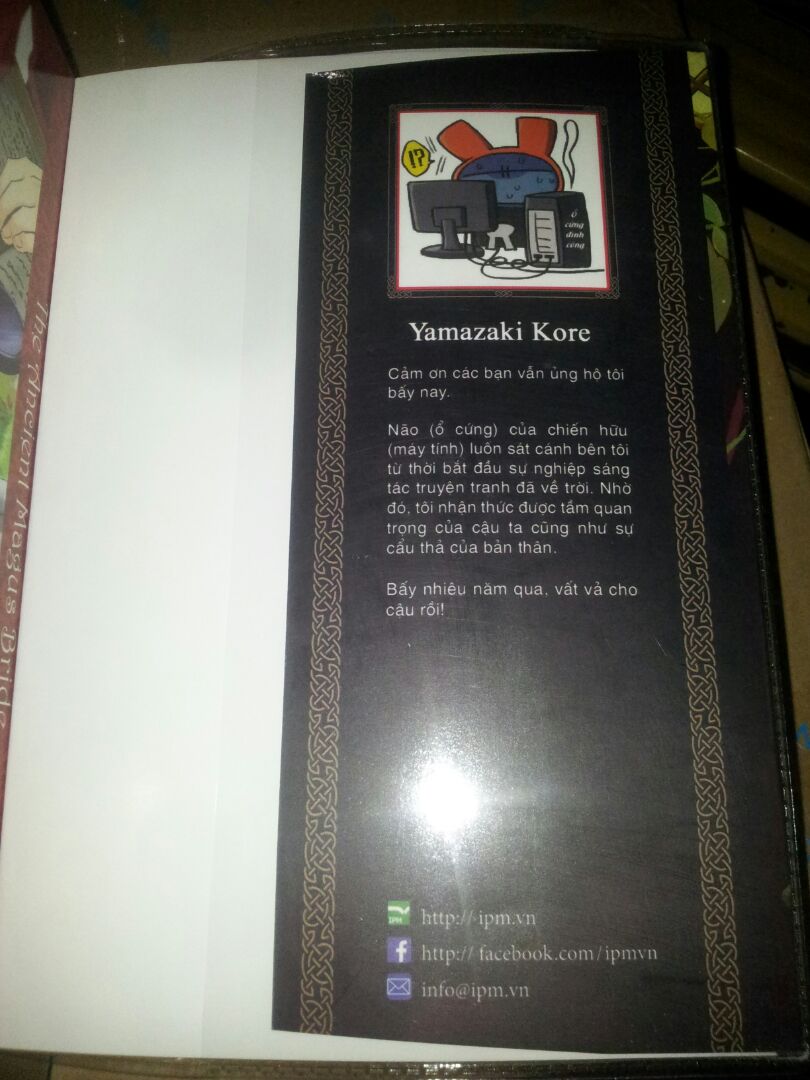 The Ancient Magus Bride
!?
Ổ
cứng
đình
công
Yamazaki Kore
Cảm ơn các bạn vẫn ủng hộ tôi
bấy nay.
Não (ổ cứng) của chiến hữu
(máy tính) luôn sát cánh bên tôi
từ thời bắt đầu sự nghiệp sáng
tác truyện tranh đã về trời. Nhờ
đó, tôi nhận thức được tầm quan
trọng của cậu ta cũng như sự
cẩu thả của bản thân.
Bấy nhiêu năm qua, vất vả cho
cậu rồi!
IPM
http://ipm.vn
http://facebook.com/ipmvn
info@ipm.vn